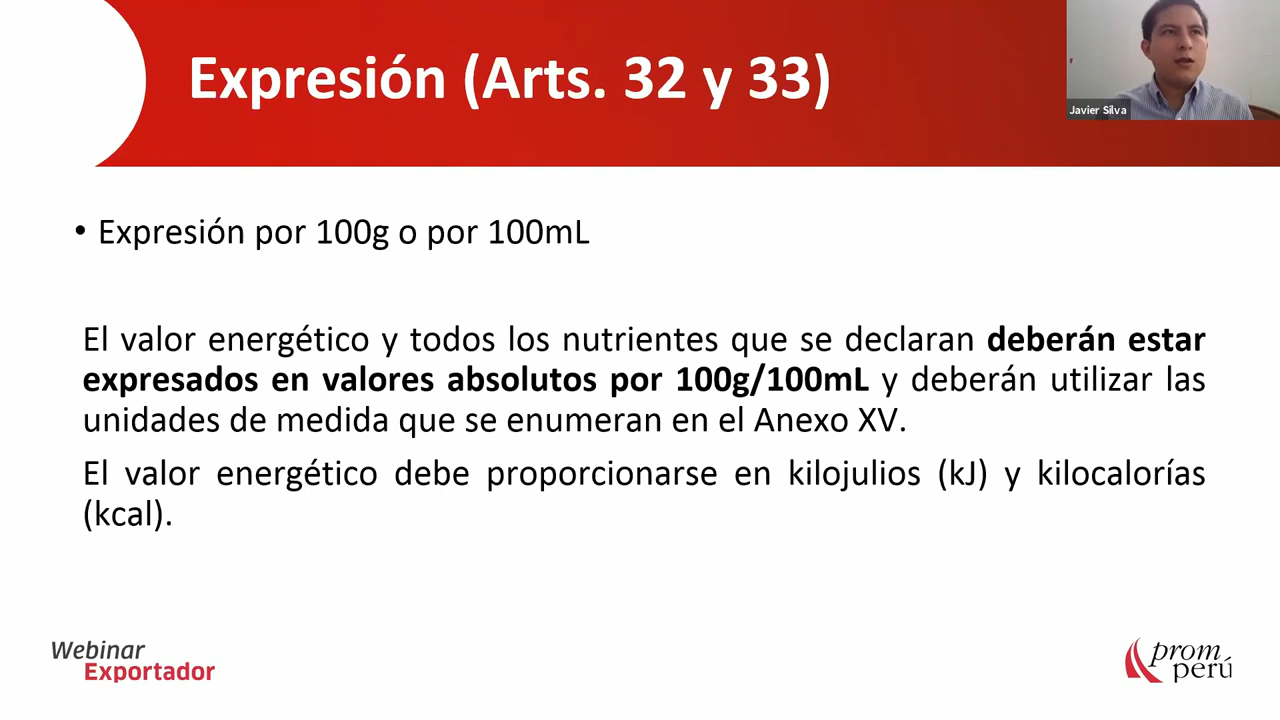 Expresión (Arts. 32 y 33)
Javier Silva
• Expresión por 100g o por 100mL
El valor energético y todos los nutrientes que se declaran deberán estar
expresados en valores absolutos por 100g/100mL y deberán utilizar las
unidades de medida que se enumeran en el Anexo XV.
El valor energético debe proporcionarse en kilojulios (kJ) y kilocalorías
(kcal).
Webinar
Exportador
prom
perú